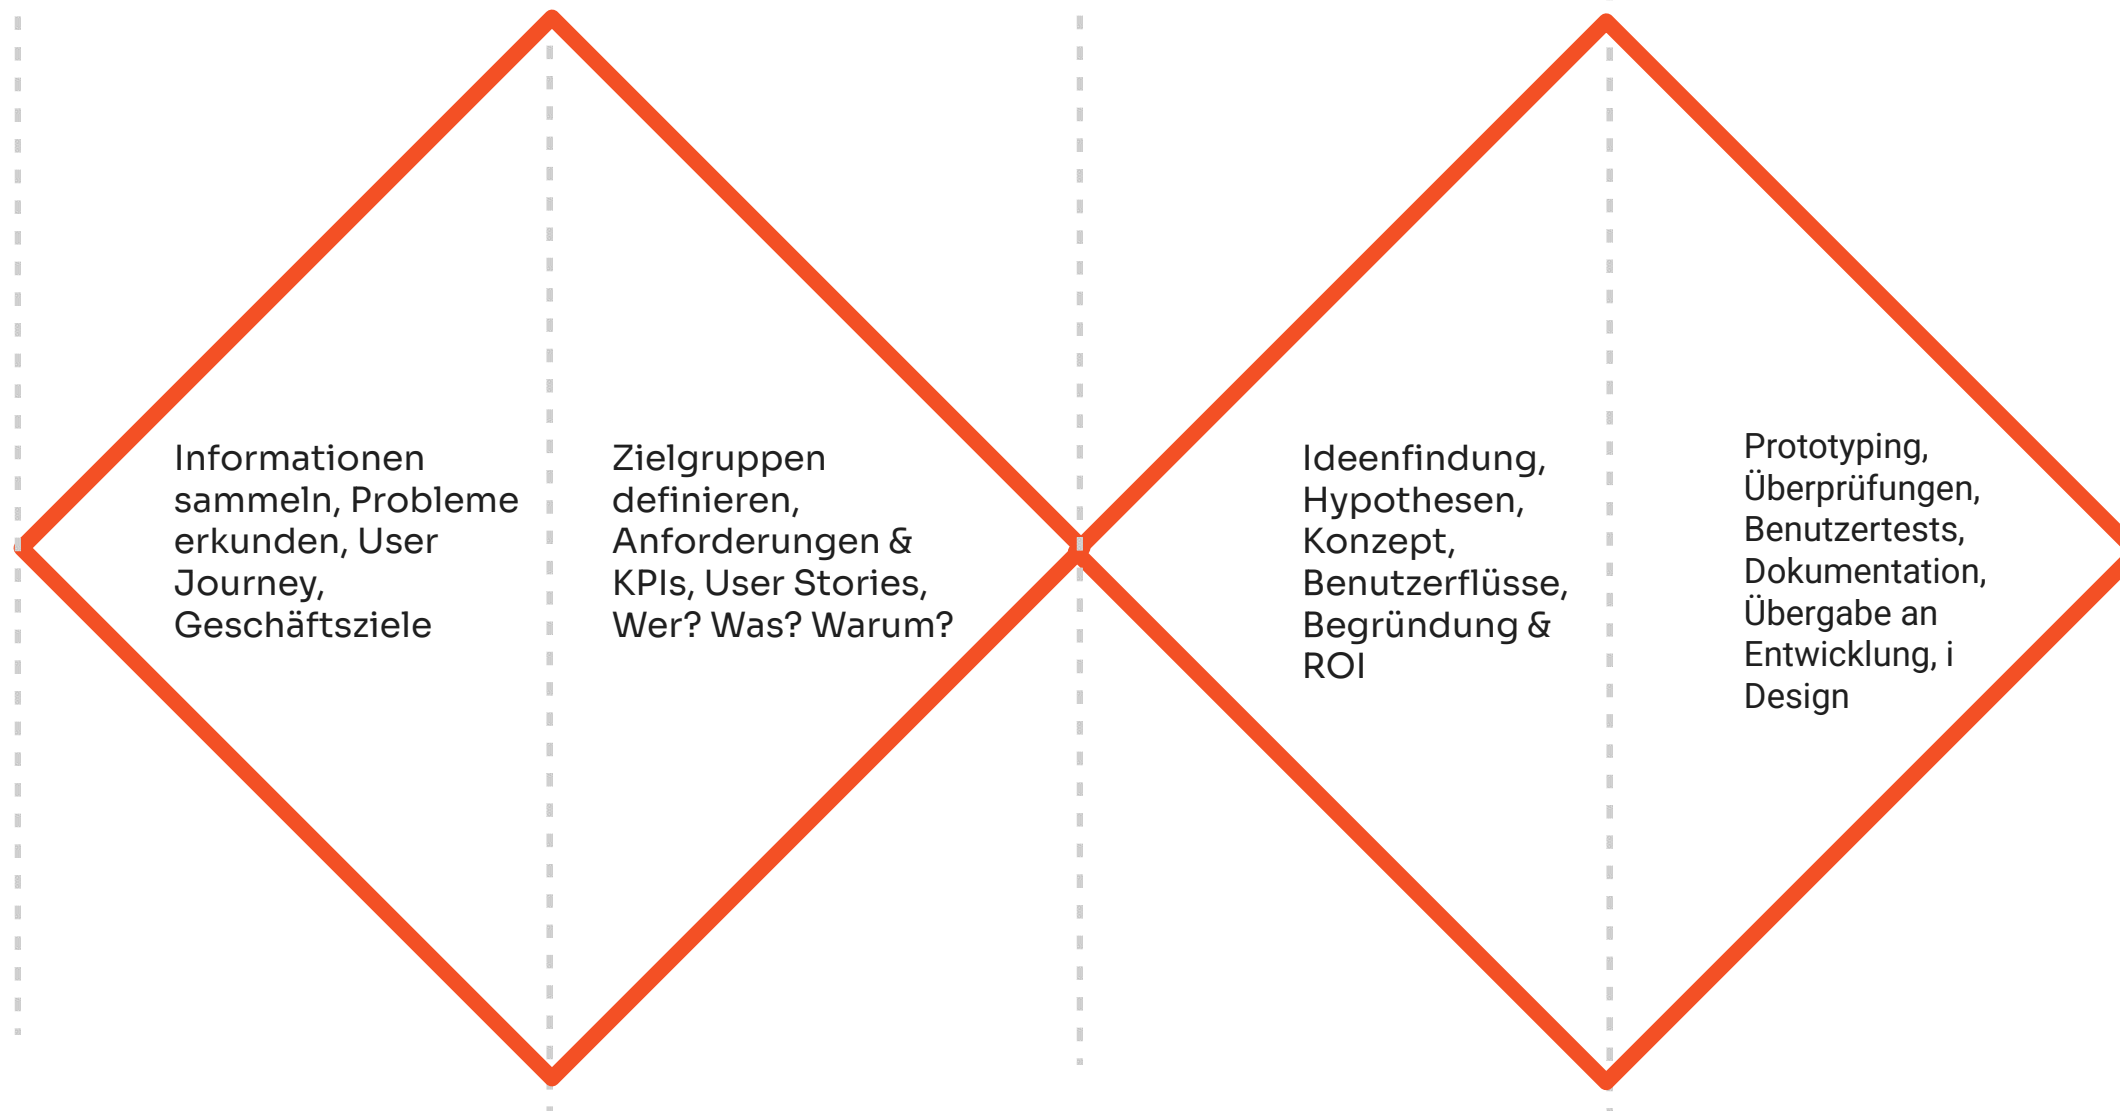 Informationen
sammeln, Probleme
erkunden, User
Journey,
Geschäftsziele
Zielgruppen
definieren,
Anforderungen &
KPIs, User Stories,
Wer? Was? Warum?
Ideenfindung,
Hypothesen,
Konzept,
Benutzerflüsse,
Begründung &
ROI
Prototyping,
Überprüfungen,
Benutzertests,
Dokumentation,
Übergabe an
Entwicklung, i
Design